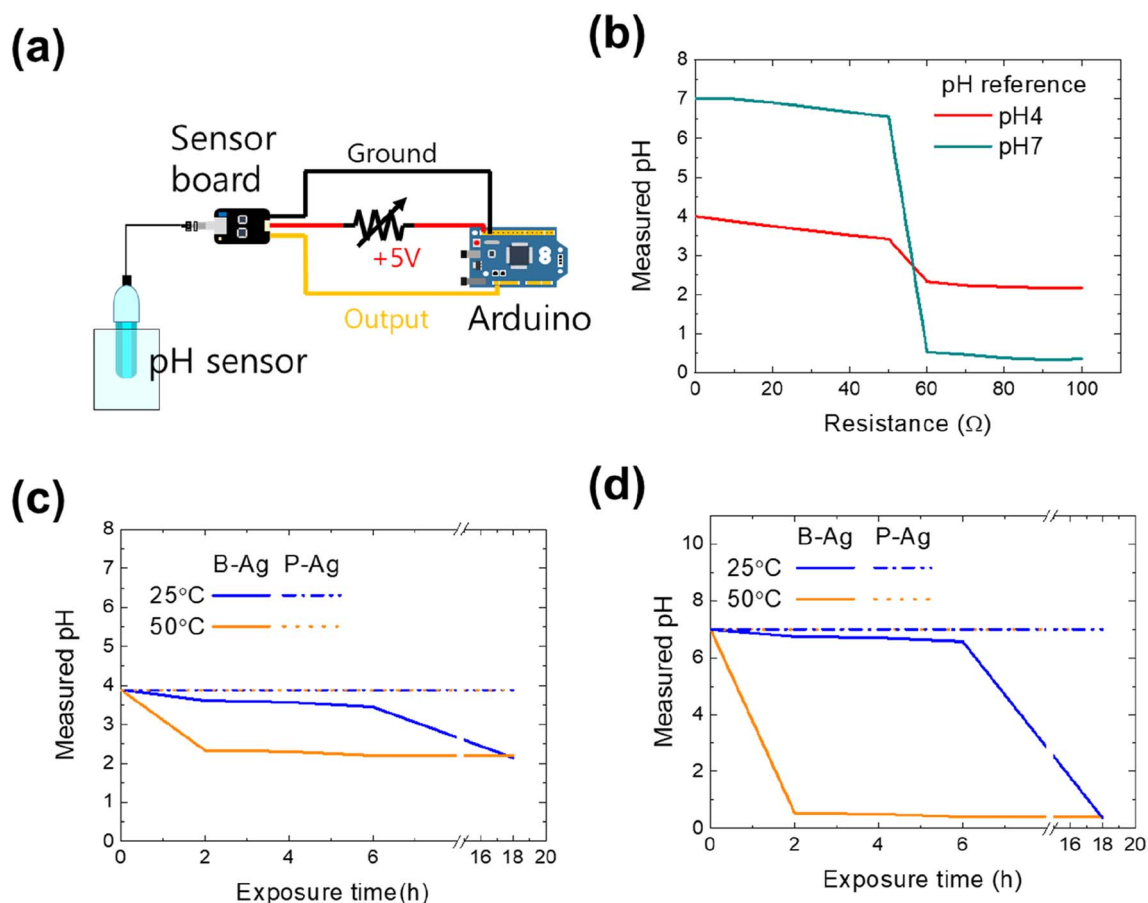 (a)
Sensor
board
Ground
+5V
Output
Arduino
pH sensor
(b)
8
7
6
5
4
3
2
1
0
Measured pH
pH reference
pH4
pH7
0
20
40
60
80
100
Resistance (Ω)
(c)
8
7
6
5
4
3
2
1
0
Measured pH
B-Ag P-Ag
25°C
50°C
0
2
4
6
16
18
20
Exposure time(h)
(d)
10
8
6
4
2
0
Measured pH
B-Ag P-Ag
25°C
50°C
0
2
4
6
16
18
20
Exposure time (h)